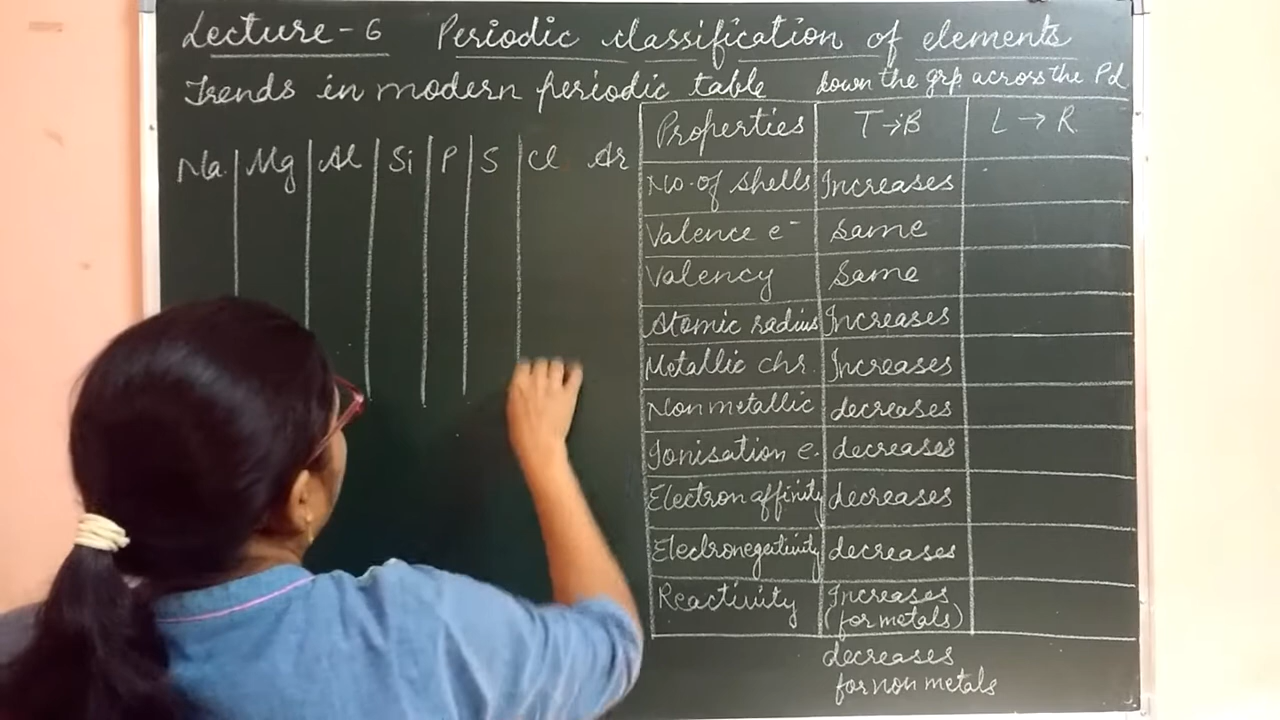 Lecture-6 Periodic classification of elements
Trends in modern periodic table down the grp. across the Pd.
Na Mg Al Si P S Cl Ar
Properties T→B L→R
No. of shells Increases
Valence e⁻ same
Valency Same
Atomic radius Increases
Metallic chr. Increases
Non metallic decreases
Ionisation e. decreases
Electron affinity decreases
Electronegativity decreases
Reactivity Increases
(for metals)
decreases
for non metals